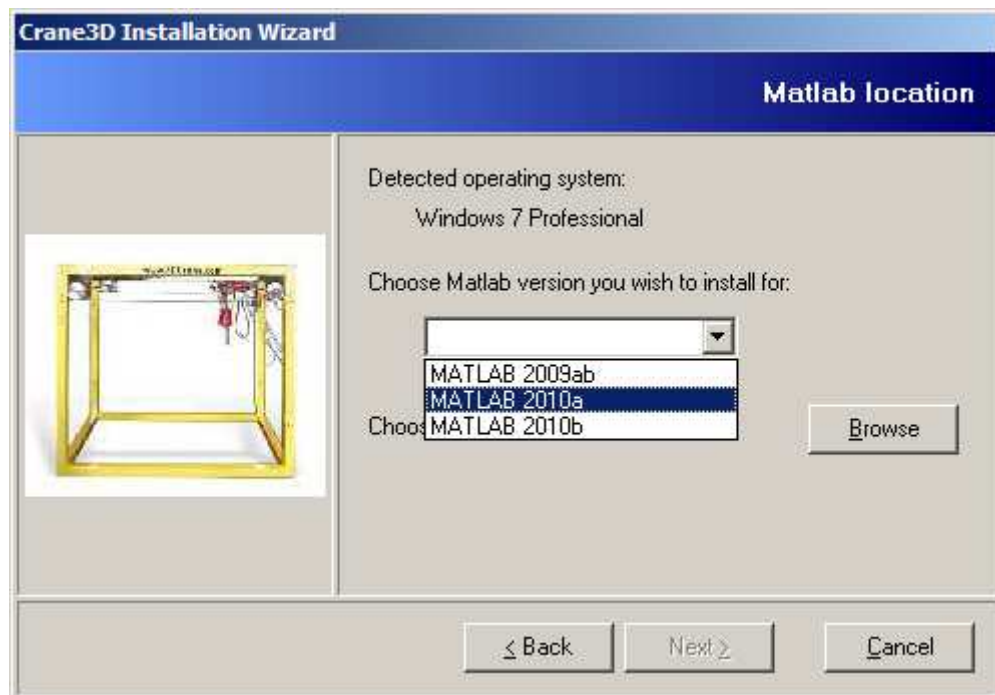 Crane3D Installation Wizard
Matlab location
Detected operating system:
Windows 7 Professional
Choose Matlab version you wish to install for:
MATLAB 2009ab
MATLAB 2010a
MATLAB 2010b
Browse
< Back
Next >
Cancel